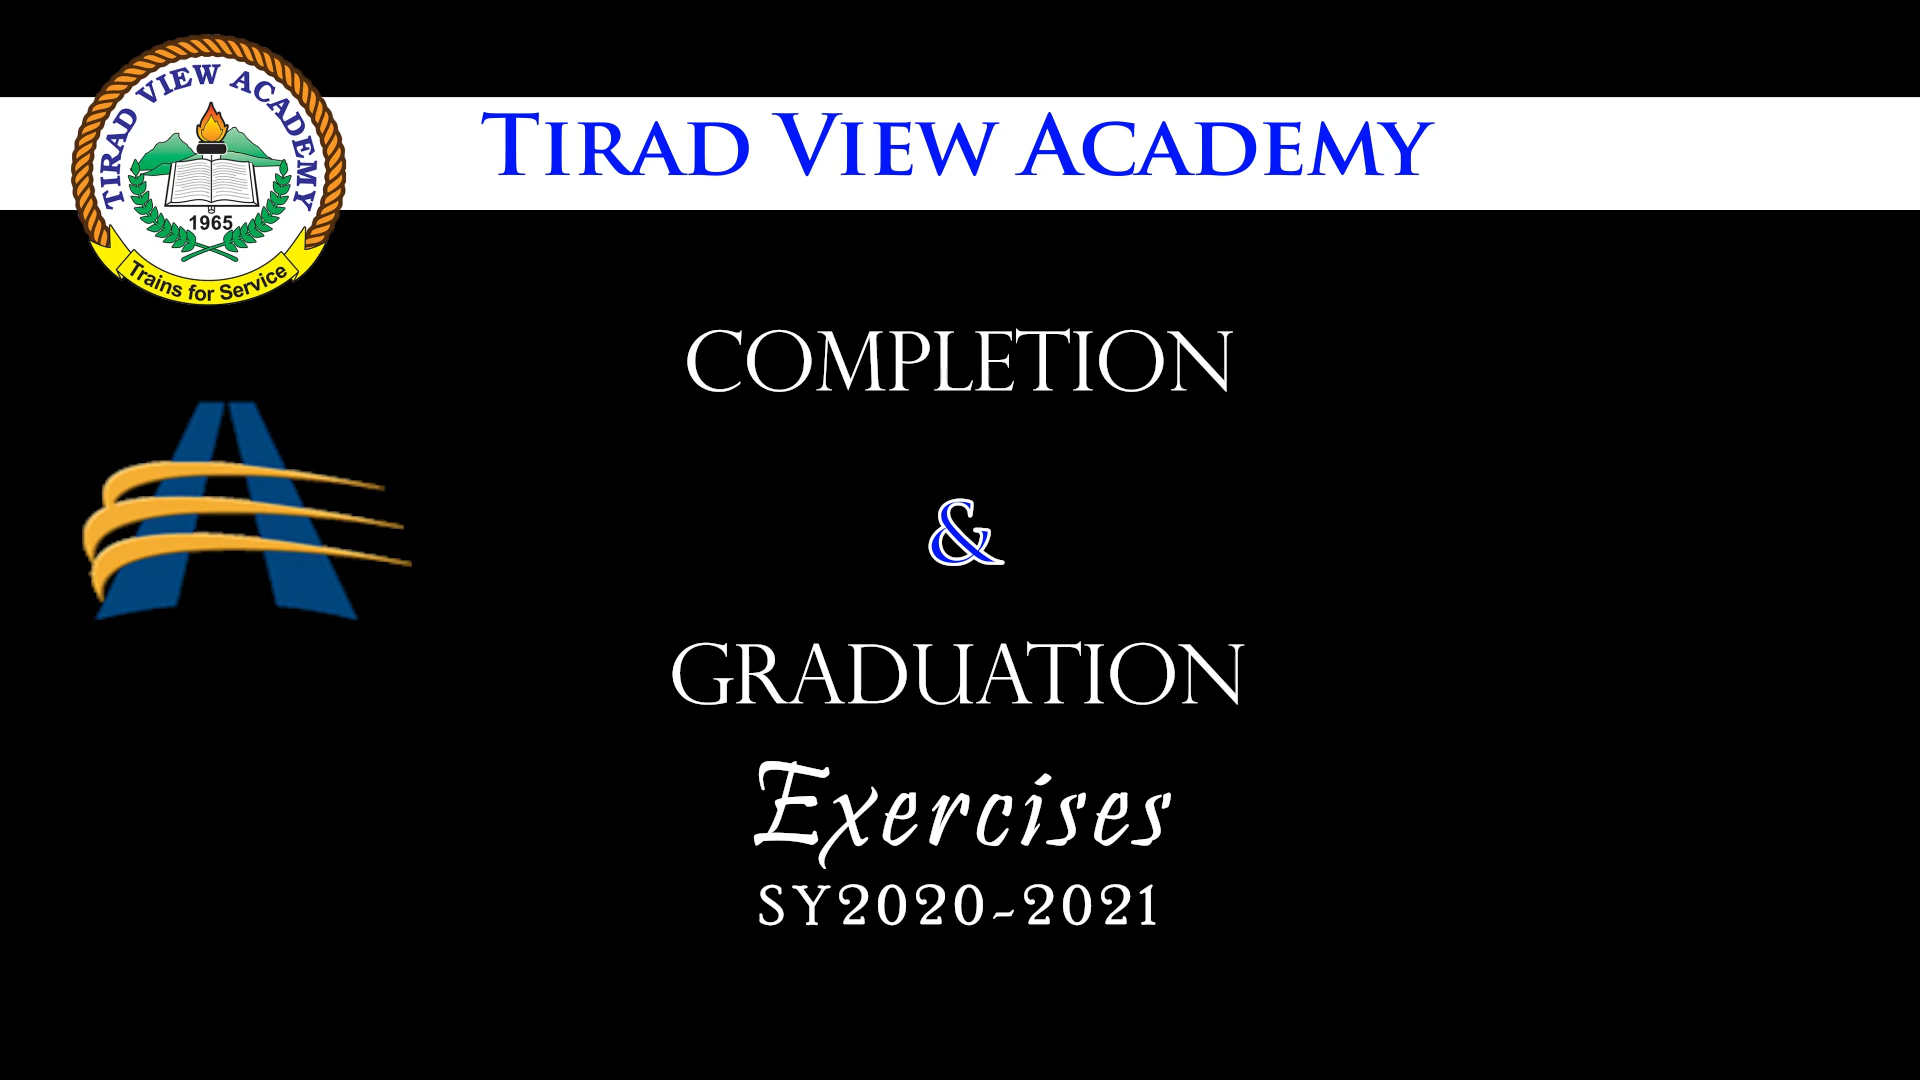 TIRAD VIEW ACADEMY
1965
Trains for Service
TIRAD VIEW ACADEMY
COMPLETION
&
GRADUATION
Exercises
SY2020-2021